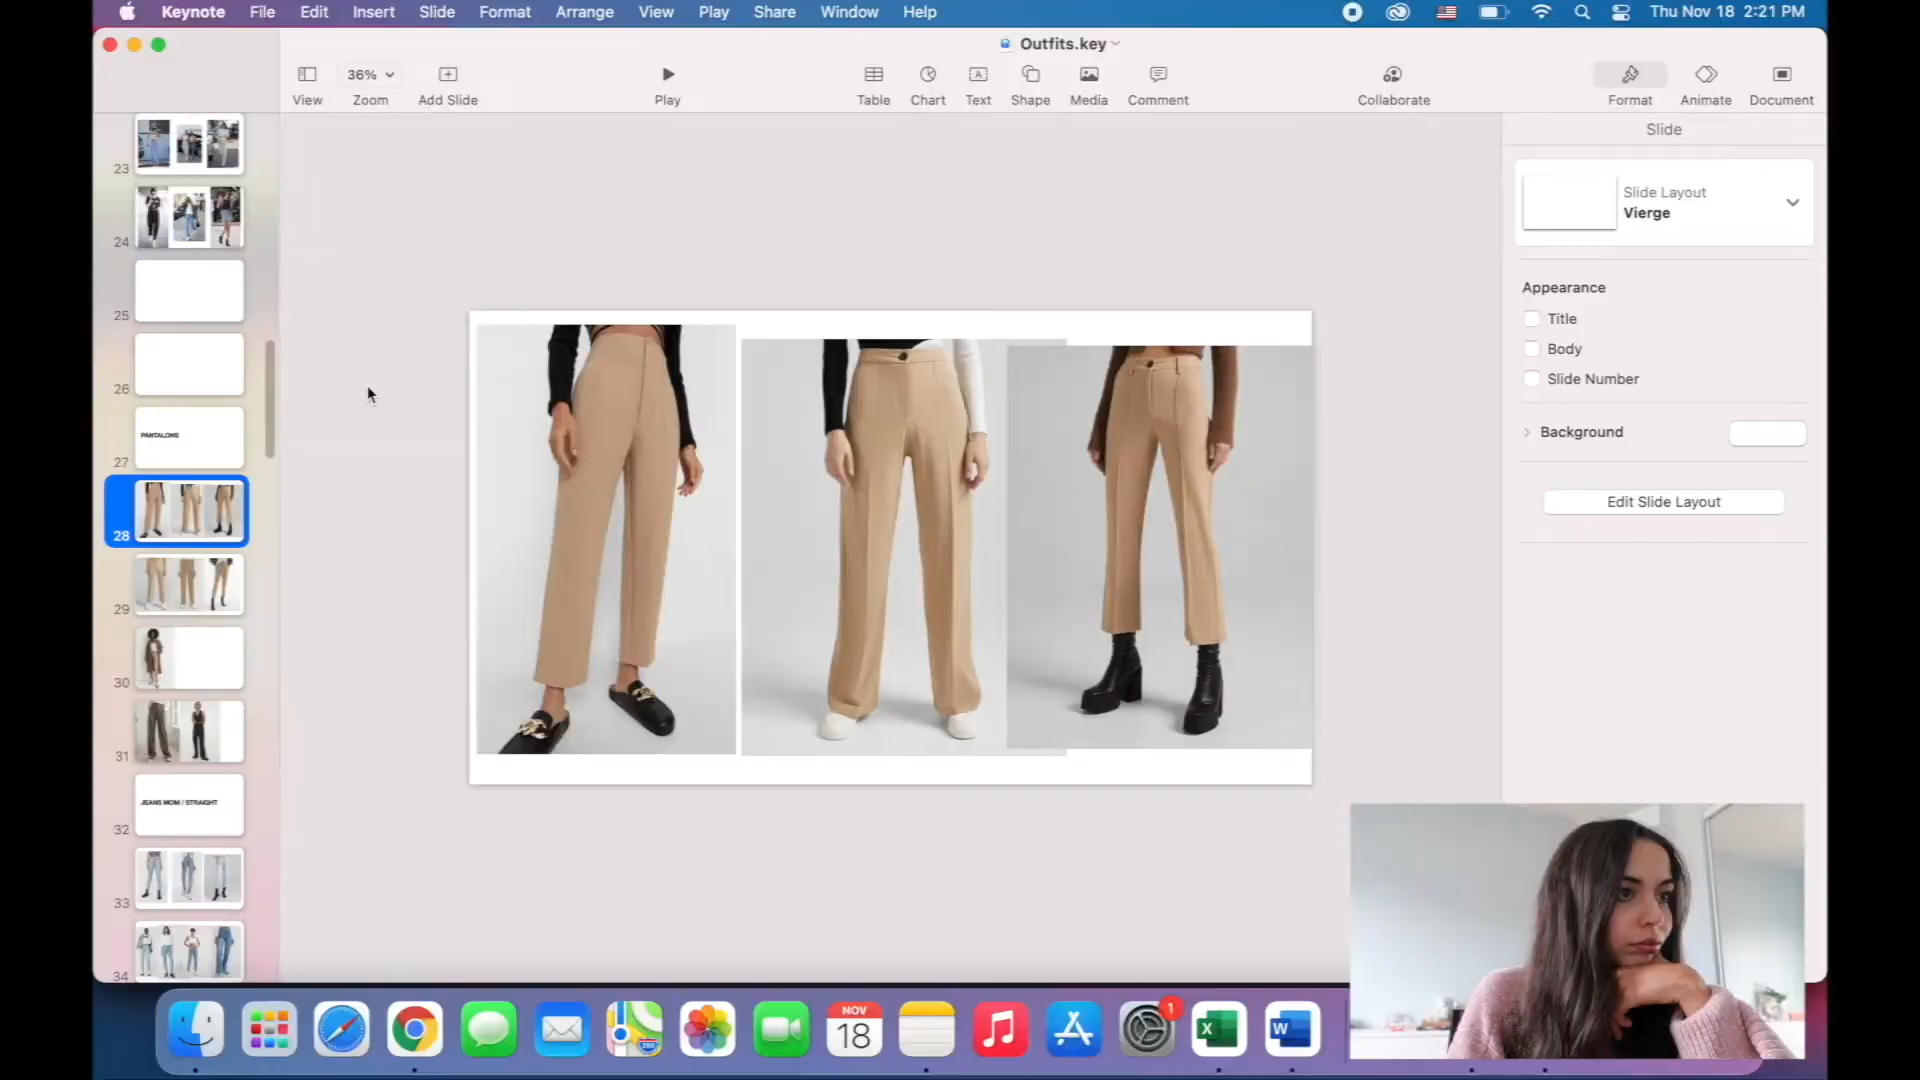 Keynote File Edit Insert Slide Format Arrange View Play Share Window Help Thu Nov 18 2:21 PM
Outfits.key
36%
View Zoom Add Slide Play Table Chart Text Shape Media Comment Collaborate Format Animate Document
Slide
Slide Layout
Vierge
Appearance
Title
Body
Slide Number
Background
Edit Slide Layout
23
24
25
26
PANTALONS
27
28
29
30
31
JEANS MOM / STRAIGHT
32
33
34
NOV
18
280
1
X
W